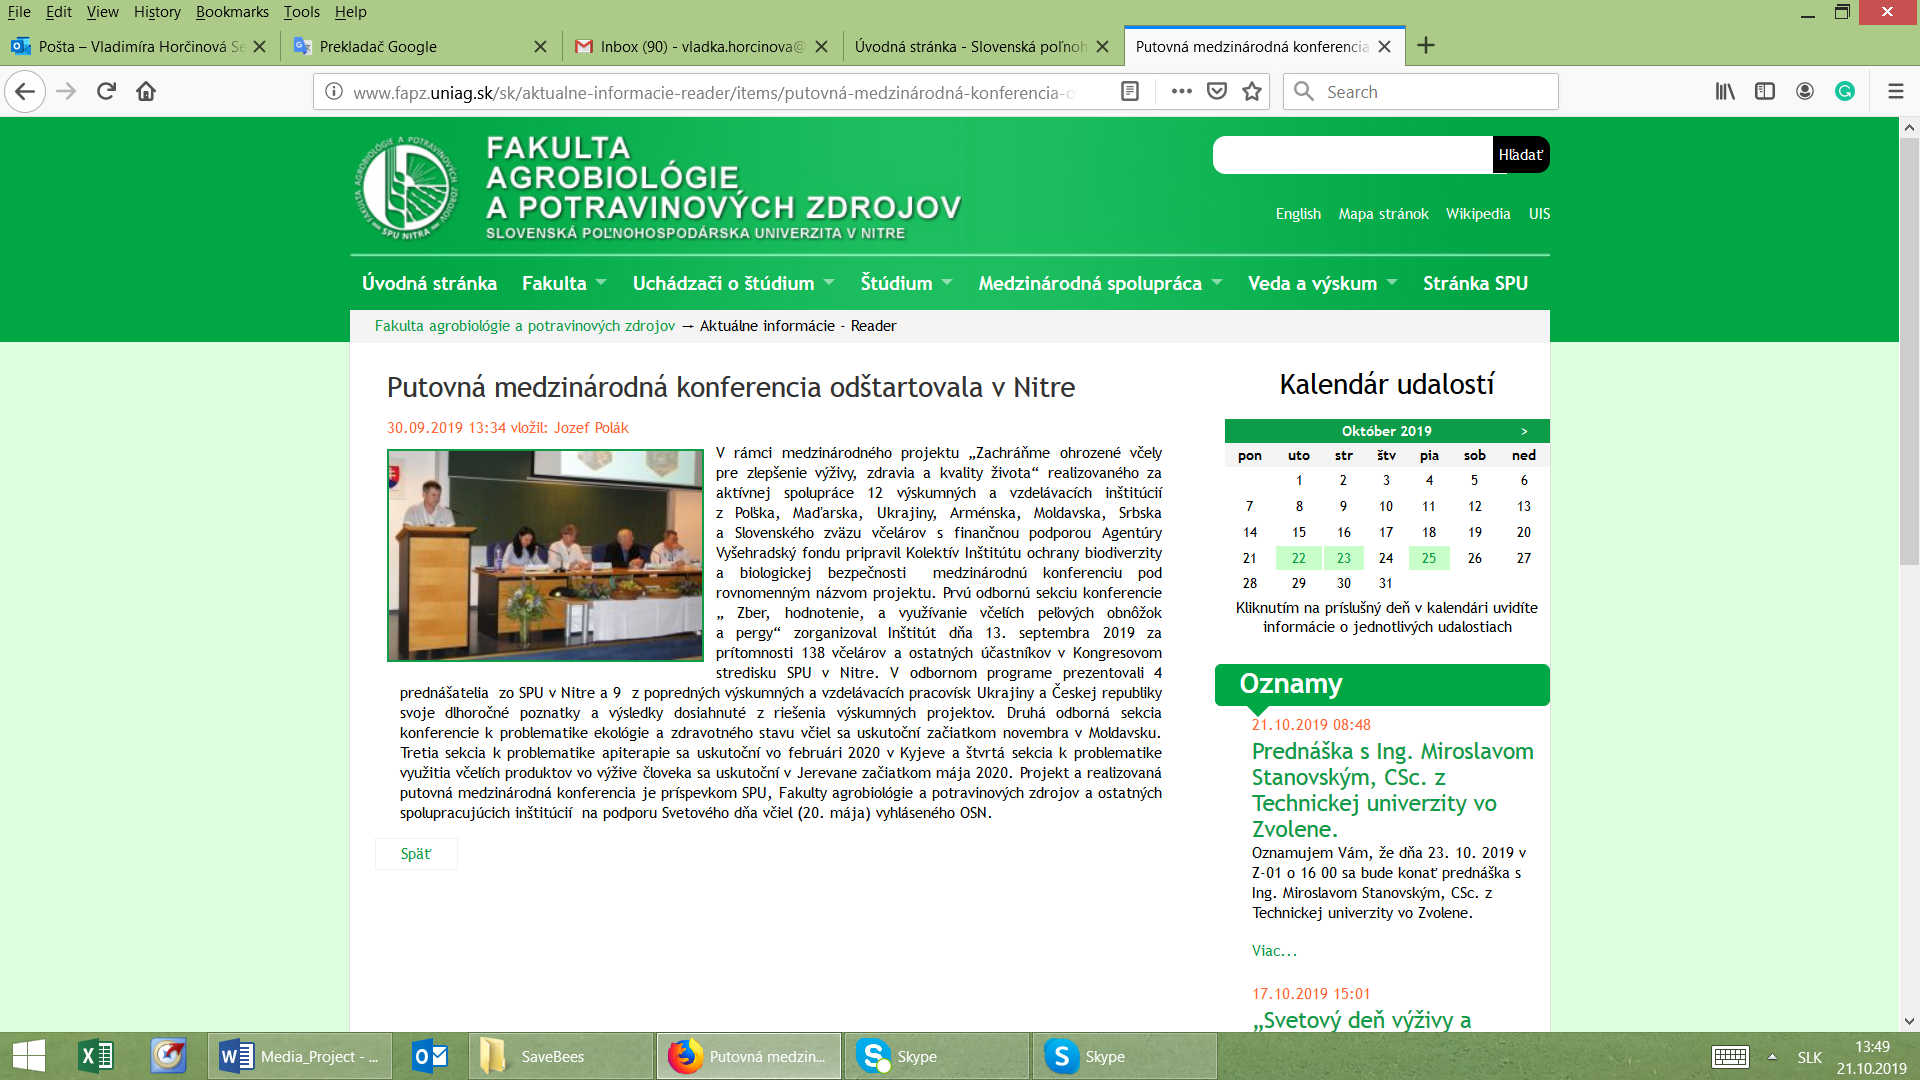 File Edit View History Bookmarks Tools Help
Pošta – Vladimíra Horčinová Se
Prekladač Google
Inbox (90) - vladka.horcinova@
Úvodná stránka - Slovenská poľnoh
Putovná medzinárodná konferencia
www.fapz.uniag.sk/sk/aktualne-informacie-reader/items/putovná-medzinárodná-konferencia-o
Search
FAKULTA
AGROBIOLÓGIE
A POTRAVINOVÝCH ZDROJOV
SLOVENSKÁ POĽNOHOSPODÁRSKA UNIVERZITA V NITRE
FAKULTA AGROBIOLÓGIE A POTRAVINOVÝCH ZDROJOV
SPU NITRA
Hľadať
English Mapa stránok Wikipedia UIS
Úvodná stránka Fakulta Uchádzači o štúdium Štúdium Medzinárodná spolupráca Veda a výskum Stránka SPU
Fakulta agrobiológie a potravinových zdrojov → Aktuálne informácie - Reader
Putovná medzinárodná konferencia odštartovala v Nitre
30.09.2019 13:34 vložil: Jozef Polák
V rámci medzinárodného projektu „Zachráňme ohrozené včely
pre zlepšenie výživy, zdravia a kvality života“ realizovaného za
aktívnej spolupráce 12 výskumných a vzdelávacích inštitúcií
z Poľska, Maďarska, Ukrajiny, Arménska, Moldavska, Srbska
a Slovenského zväzu včelárov s finančnou podporou Agentúry
Vyšehradský fondu pripravil Kolektív Inštitútu ochrany biodiverzity
a biologickej bezpečnosti medzinárodnú konferenciu pod
rovnomenným názvom projektu. Prvú odbornú sekciu konferencie
„ Zber, hodnotenie, a využívanie včelích peľových obnôžok
a pergy“ zorganizoval Inštitút dňa 13. septembra 2019 za
prítomnosti 138 včelárov a ostatných účastníkov v Kongresovom
stredisku SPU v Nitre. V odbornom programe prezentovali 4
prednášatelia zo SPU v Nitre a 9 z popredných výskumných a vzdelávacích pracovísk Ukrajiny a Českej republiky
svoje dlhoročné poznatky a výsledky dosiahnuté z riešenia výskumných projektov. Druhá odborná sekcia
konferencie k problematike ekológie a zdravotného stavu včiel sa uskutoční začiatkom novembra v Moldavsku.
Tretia sekcia k problematike apiterapie sa uskutoční vo februári 2020 v Kyjeve a štvrtá sekcia k problematike
využitia včelích produktov vo výžive človeka sa uskutoční v Jerevane začiatkom mája 2020. Projekt a realizovaná
putovná medzinárodná konferencia je príspevkom SPU, Fakulty agrobiológie a potravinových zdrojov a ostatných
spolupracujúcich inštitúcií na podporu Svetového dňa včiel (20. mája) vyhláseného OSN.
Späť
Kalendár udalostí
Október 2019 >
pon uto str štv pia sob ned
1 2 3 4 5 6
7 8 9 10 11 12 13
14 15 16 17 18 19 20
21 22 23 24 25 26 27
28 29 30 31
Kliknutím na príslušný deň v kalendári uvidíte
informácie o jednotlivých udalostiach
Oznamy
21.10.2019 08:48
Prednáška s Ing. Miroslavom
Stanovským, CSc. z
Technickej univerzity vo
Zvolene.
Oznamujem Vám, že dňa 23. 10. 2019 v
Z-01 o 16 00 sa bude konať prednáška s
Ing. Miroslavom Stanovským, CSc. z
Technickej univerzity vo Zvolene.
Viac...
17.10.2019 15:01
„Svetový deň výživy a
Media_Project - ...
SaveBees
Putovná medzin...
Skype
Skype
SLK
13:49
21.10.2019